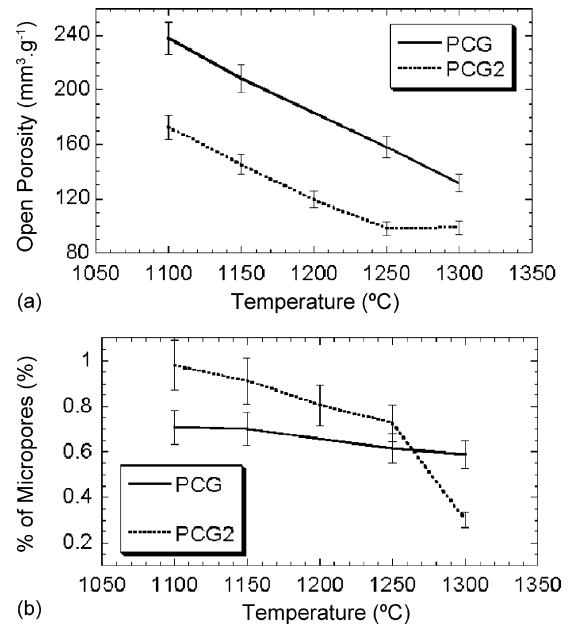 240
200
160
120
80
Open Porosity (mm³.g⁻¹)
PCG
PCG2
1050 1100 1150 1200 1250 1300 1350
(a) Temperature (ºC)
1
0.8
0.6
0.4
0.2
% of Micropores (%)
PCG
PCG2
1050 1100 1150 1200 1250 1300 1350
(b) Temperature (ºC)